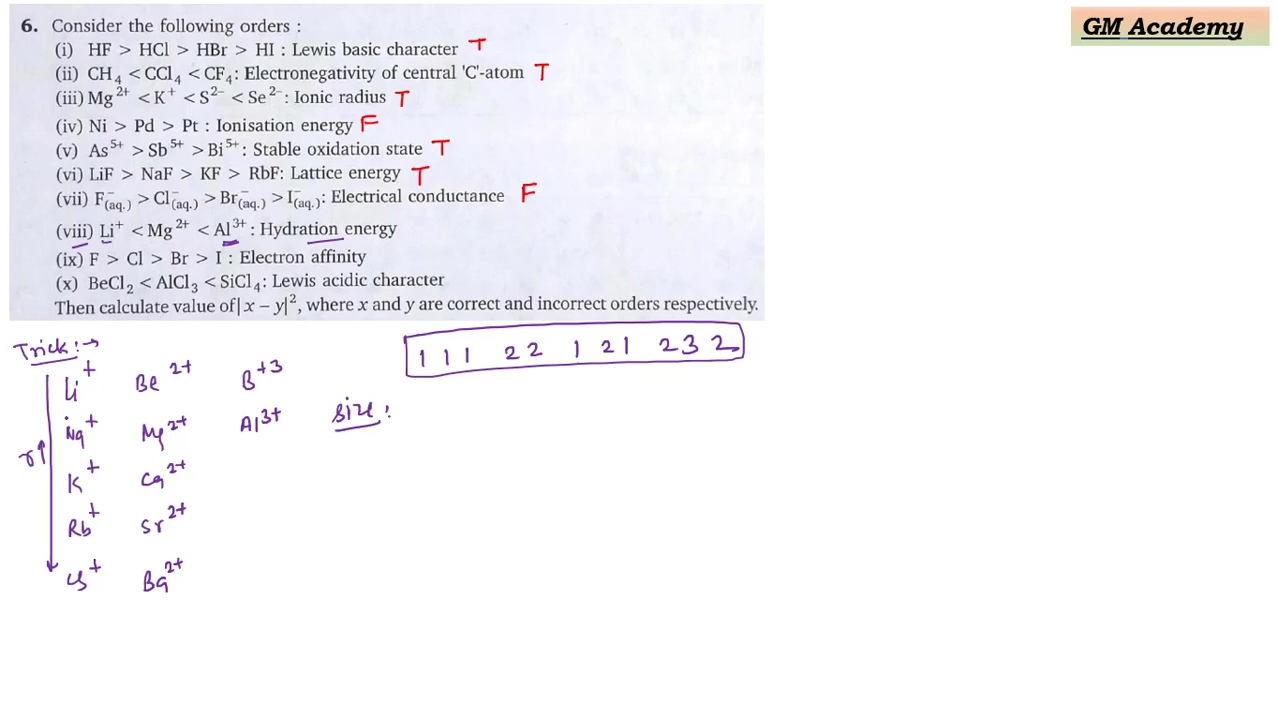 GM Academy
6. Consider the following orders :
(i) HF > HCl > HBr > HI : Lewis basic character T
(ii) CH₄ < CCl₄ < CF₄: Electronegativity of central 'C'-atom T
(iii) Mg²⁺ < K⁺ < S²⁻ < Se²⁻: Ionic radius T
(iv) Ni > Pd > Pt : Ionisation energy F
(v) As⁵⁺ > Sb⁵⁺ > Bi⁵⁺: Stable oxidation state T
(vi) LiF > NaF > KF > RbF: Lattice energy T
(vii) F⁻(aq.) > Cl⁻(aq.) > Br⁻(aq.) > I⁻(aq.): Electrical conductance F
(viii) Li⁺ < Mg²⁺ < Al³⁺: Hydration energy
(ix) F > Cl > Br > I : Electron affinity
(x) BeCl₂ < AlCl₃ < SiCl₄: Lewis acidic character
Then calculate value of |x − y|², where x and y are correct and incorrect orders respectively.
Trick:→ 1 1 1 2 2 1 2 1 2 3 2
Li⁺ Be²⁺ B⁺³
Na⁺ Mg²⁺ Al³⁺ size:
r↑
K⁺ Ca²⁺
Rb⁺ Sr²⁺
Cs⁺ Ba²⁺